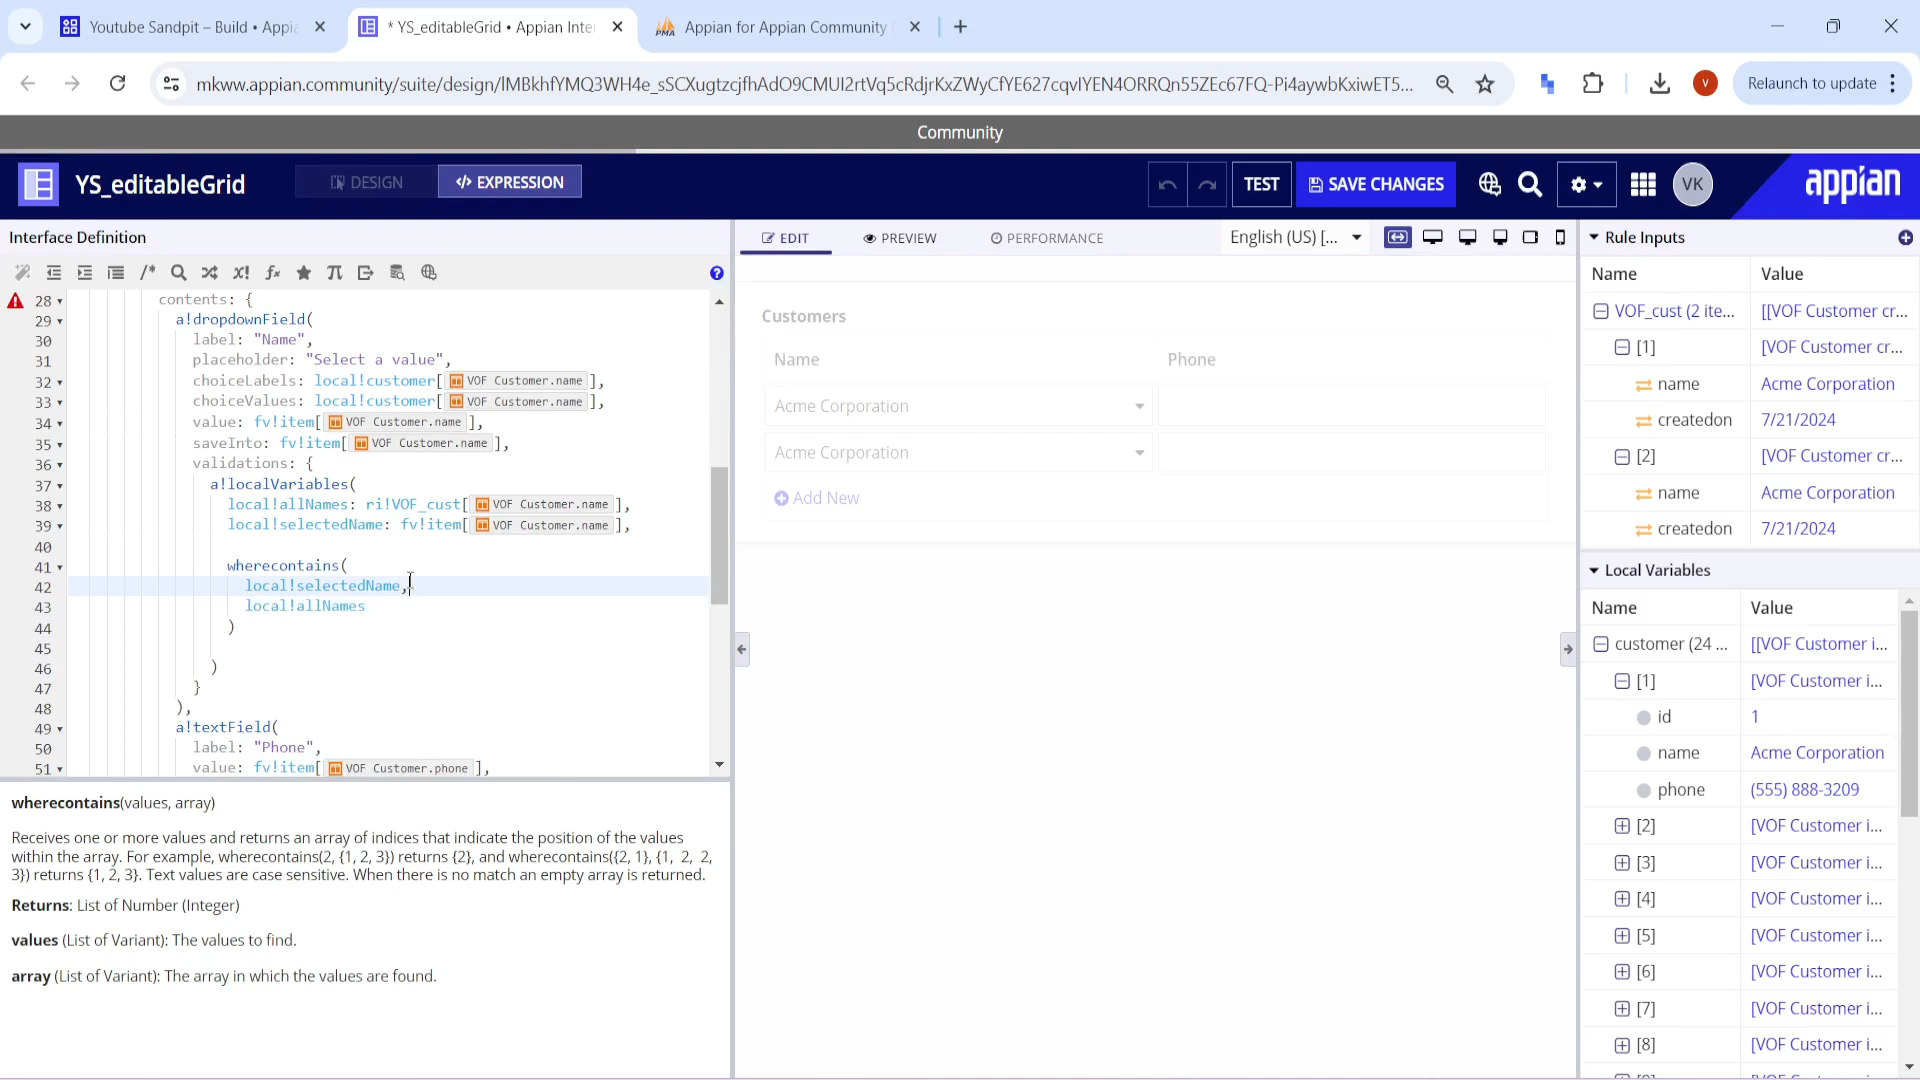 Youtube Sandpit – Build • Appia
* YS_editableGrid • Appian Inte
Appian for Appian Community
mkww.appian.community/suite/design/lMBkhfYMQ3WH4e_sSCXugtzcjfhAdO9CMUI2rtVq5cRdjrKxZWyCfYE627cqvIYEN4ORRQn55ZEc67FQ-Pi4aywbKxiwET5...
V
Relaunch to update
Community
YS_editableGrid
DESIGN
EXPRESSION
TEST
SAVE CHANGES
VK
appian
Interface Definition
EDIT
PREVIEW
PERFORMANCE
English (US) [...
28 contents: {
29 a!dropdownField(
30 label: "Name",
31 placeholder: "Select a value",
32 choiceLabels: local!customer[ VOF Customer.name ],
33 choiceValues: local!customer[ VOF Customer.name ],
34 value: fv!item[ VOF Customer.name ],
35 saveInto: fv!item[ VOF Customer.name ],
36 validations: {
37 a!localVariables(
38 local!allNames: ri!VOF_cust[ VOF Customer.name ],
39 local!selectedName: fv!item[ VOF Customer.name ],
40
41 wherecontains(
42 local!selectedName,
43 local!allNames
44 )
45
46 )
47 }
48 ),
49 a!textField(
50 label: "Phone",
51 value: fv!item[ VOF Customer.phone ],
wherecontains(values, array)
Receives one or more values and returns an array of indices that indicate the position of the values
within the array. For example, wherecontains(2, {1, 2, 3}) returns {2}, and wherecontains({2, 1}, {1, 2, 2,
3}) returns {1, 2, 3}. Text values are case sensitive. When there is no match an empty array is returned.
Returns: List of Number (Integer)
values (List of Variant): The values to find.
array (List of Variant): The array in which the values are found.
Customers
Name Phone
Acme Corporation
Acme Corporation
Add New
Rule Inputs
Name Value
VOF_cust (2 ite... [[VOF Customer cr...
[1] [VOF Customer cr...
name Acme Corporation
createdon 7/21/2024
[2] [VOF Customer cr...
name Acme Corporation
createdon 7/21/2024
Local Variables
Name Value
customer (24 ... [[VOF Customer i...
[1] [VOF Customer i...
id 1
name Acme Corporation
phone (555) 888-3209
[2] [VOF Customer i...
[3] [VOF Customer i...
[4] [VOF Customer i...
[5] [VOF Customer i...
[6] [VOF Customer i...
[7] [VOF Customer i...
[8] [VOF Customer i...